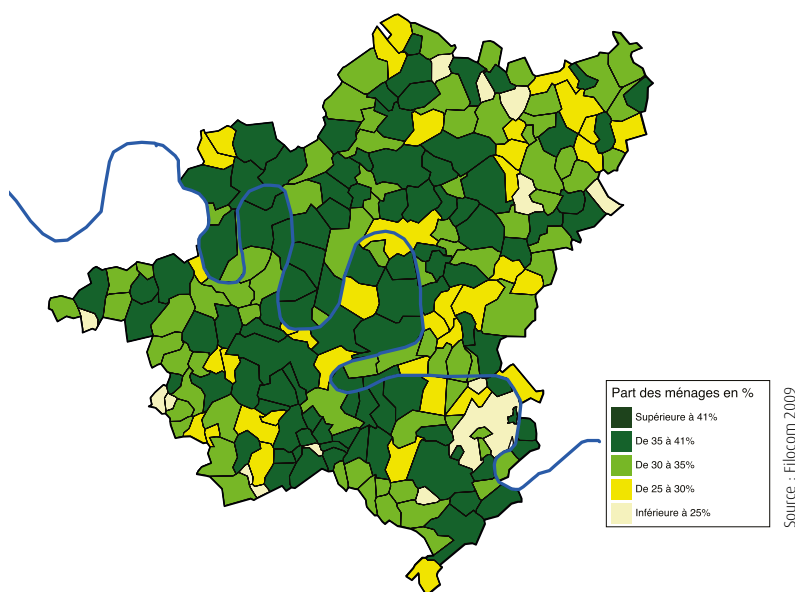 Part des ménages en %
Supérieure à 41%
De 35 à 41%
De 30 à 35%
De 25 à 30%
Inférieure à 25%
Source : Filocom 2009